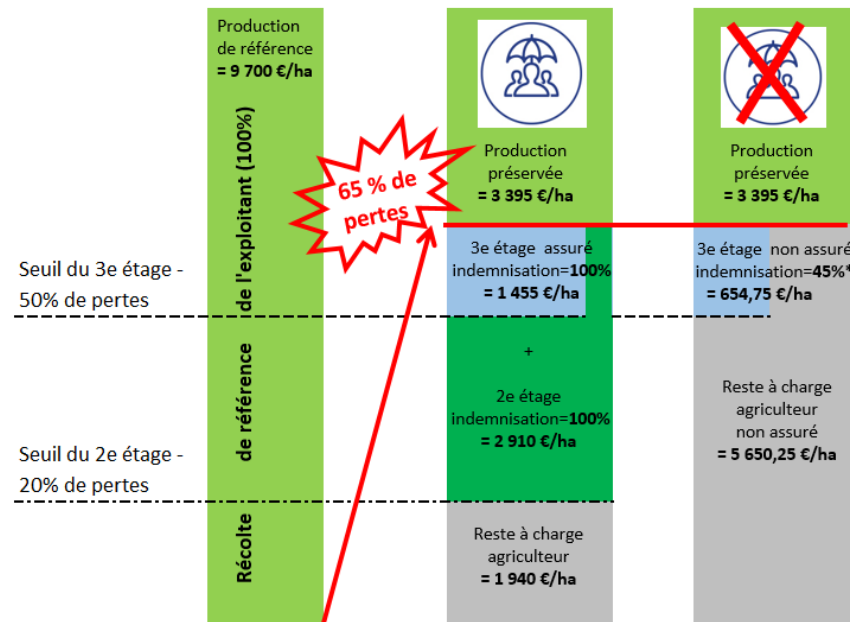 Production
de référence
= 9 700 €/ha
Récolte de référence de l'exploitant (100%)
65 % de
pertes
Seuil du 3e étage -
50% de pertes
Seuil du 2e étage -
20% de pertes
Production
préservée
= 3 395 €/ha
3e étage assuré
indemnisation=100%
= 1 455 €/ha
+
2e étage
indemnisation=100%
= 2 910 €/ha
Reste à charge
agriculteur
= 1 940 €/ha
Production
préservée
= 3 395 €/ha
3e étage non assuré
indemnisation=45%*
= 654,75 €/ha
Reste à charge
agriculteur
non assuré
= 5 650,25 €/ha